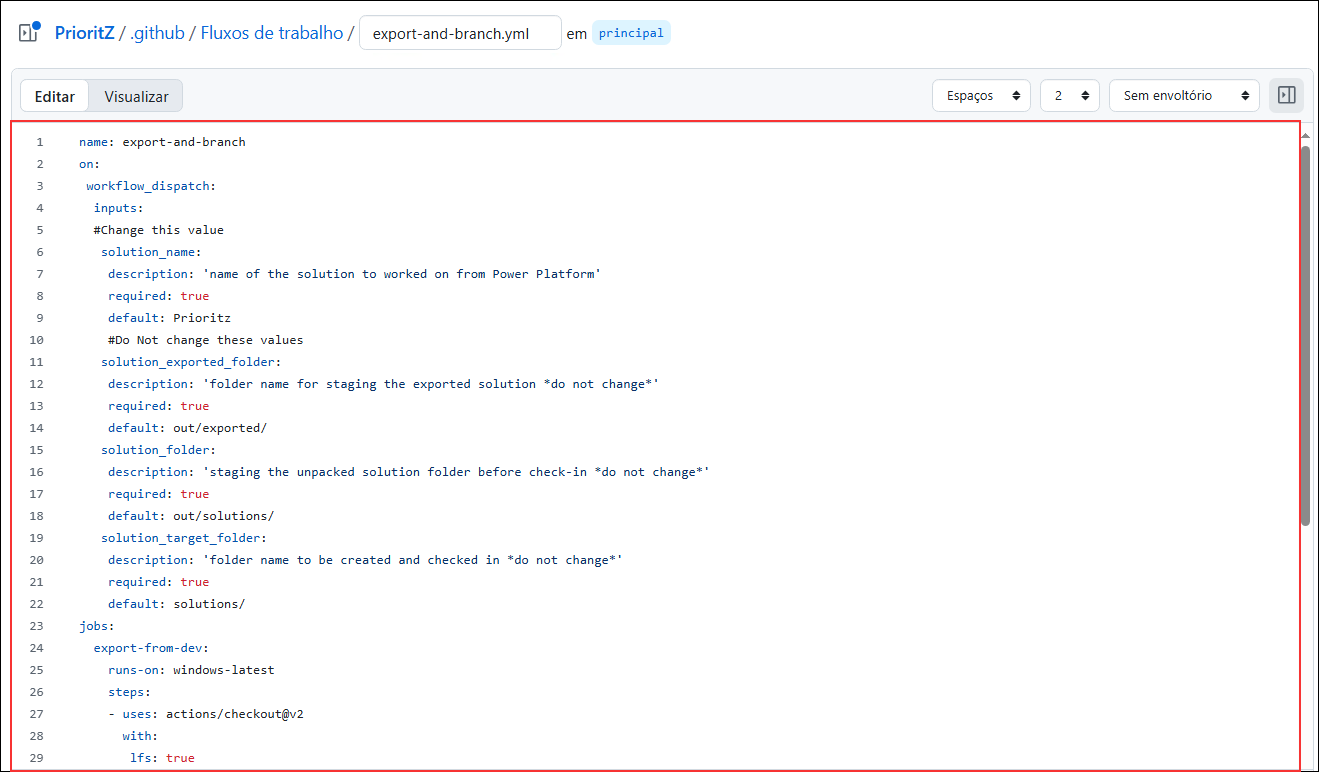 PrioritZ / .github / Fluxos de trabalho / export-and-branch.yml em principal
Editar Visualizar Espaços 2 Sem envoltório
1 name: export-and-branch
2 on:
3 workflow_dispatch:
4 inputs:
5 #Change this value
6 solution_name:
7 description: 'name of the solution to worked on from Power Platform'
8 required: true
9 default: Prioritz
10 #Do Not change these values
11 solution_exported_folder:
12 description: 'folder name for staging the exported solution *do not change*'
13 required: true
14 default: out/exported/
15 solution_folder:
16 description: 'staging the unpacked solution folder before check-in *do not change*'
17 required: true
18 default: out/solutions/
19 solution_target_folder:
20 description: 'folder name to be created and checked in *do not change*'
21 required: true
22 default: solutions/
23 jobs:
24 export-from-dev:
25 runs-on: windows-latest
26 steps:
27 - uses: actions/checkout@v2
28 with:
29 lfs: true